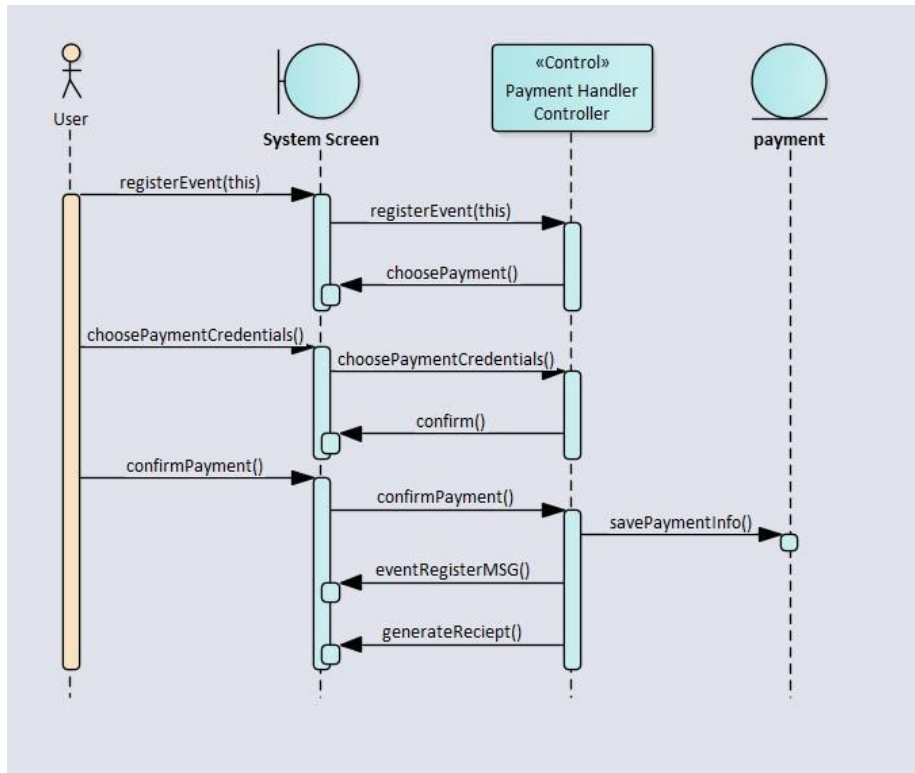 «Control»
Payment Handler
Controller
User
System Screen
payment
registerEvent(this)
registerEvent(this)
choosePayment()
choosePaymentCredentials()
choosePaymentCredentials()
confirm()
confirmPayment()
confirmPayment()
savePaymentInfo()
eventRegisterMSG()
generateReciept()